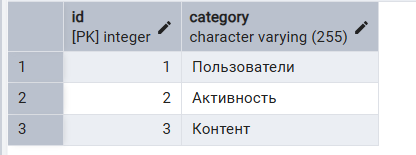 id category
[PK] integer character varying (255)
1 1 Пользователи
2 2 Активность
3 3 Контент